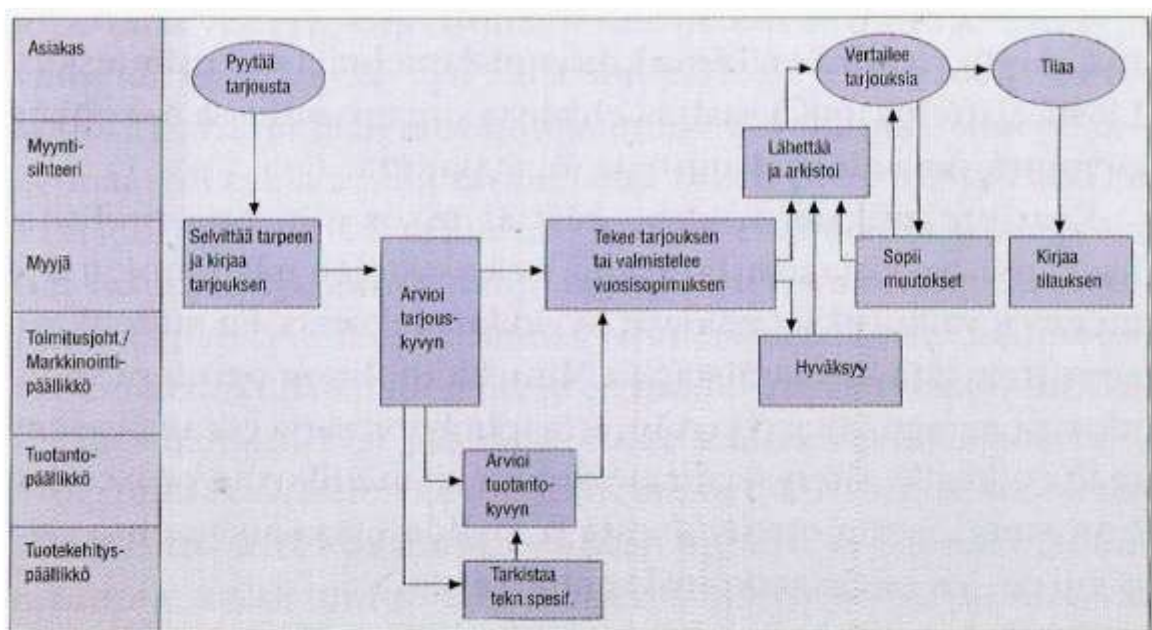 Asiakas
Pyytää
tarjousta
Vertailee
tarjouksia
Tilaa
Myynti-
sihteeri
Lähettää
ja arkistoi
Myyjä
Selvittää tarpeen
ja kirjaa
tarjouksen
Arvioi
tarjous-
kyvyn
Tekee tarjouksen
tai valmistelee
vuosisopimuksen
Sopii
muutokset
Kirjaa
tilauksen
Toimitusjoht./
Markkinointi-
päällikkö
Hyväksyy
Tuotanto-
päällikkö
Arvioi
tuotanto-
kyvyn
Tuotekehitys-
päällikkö
Tarkistaa
tekn.spesif.